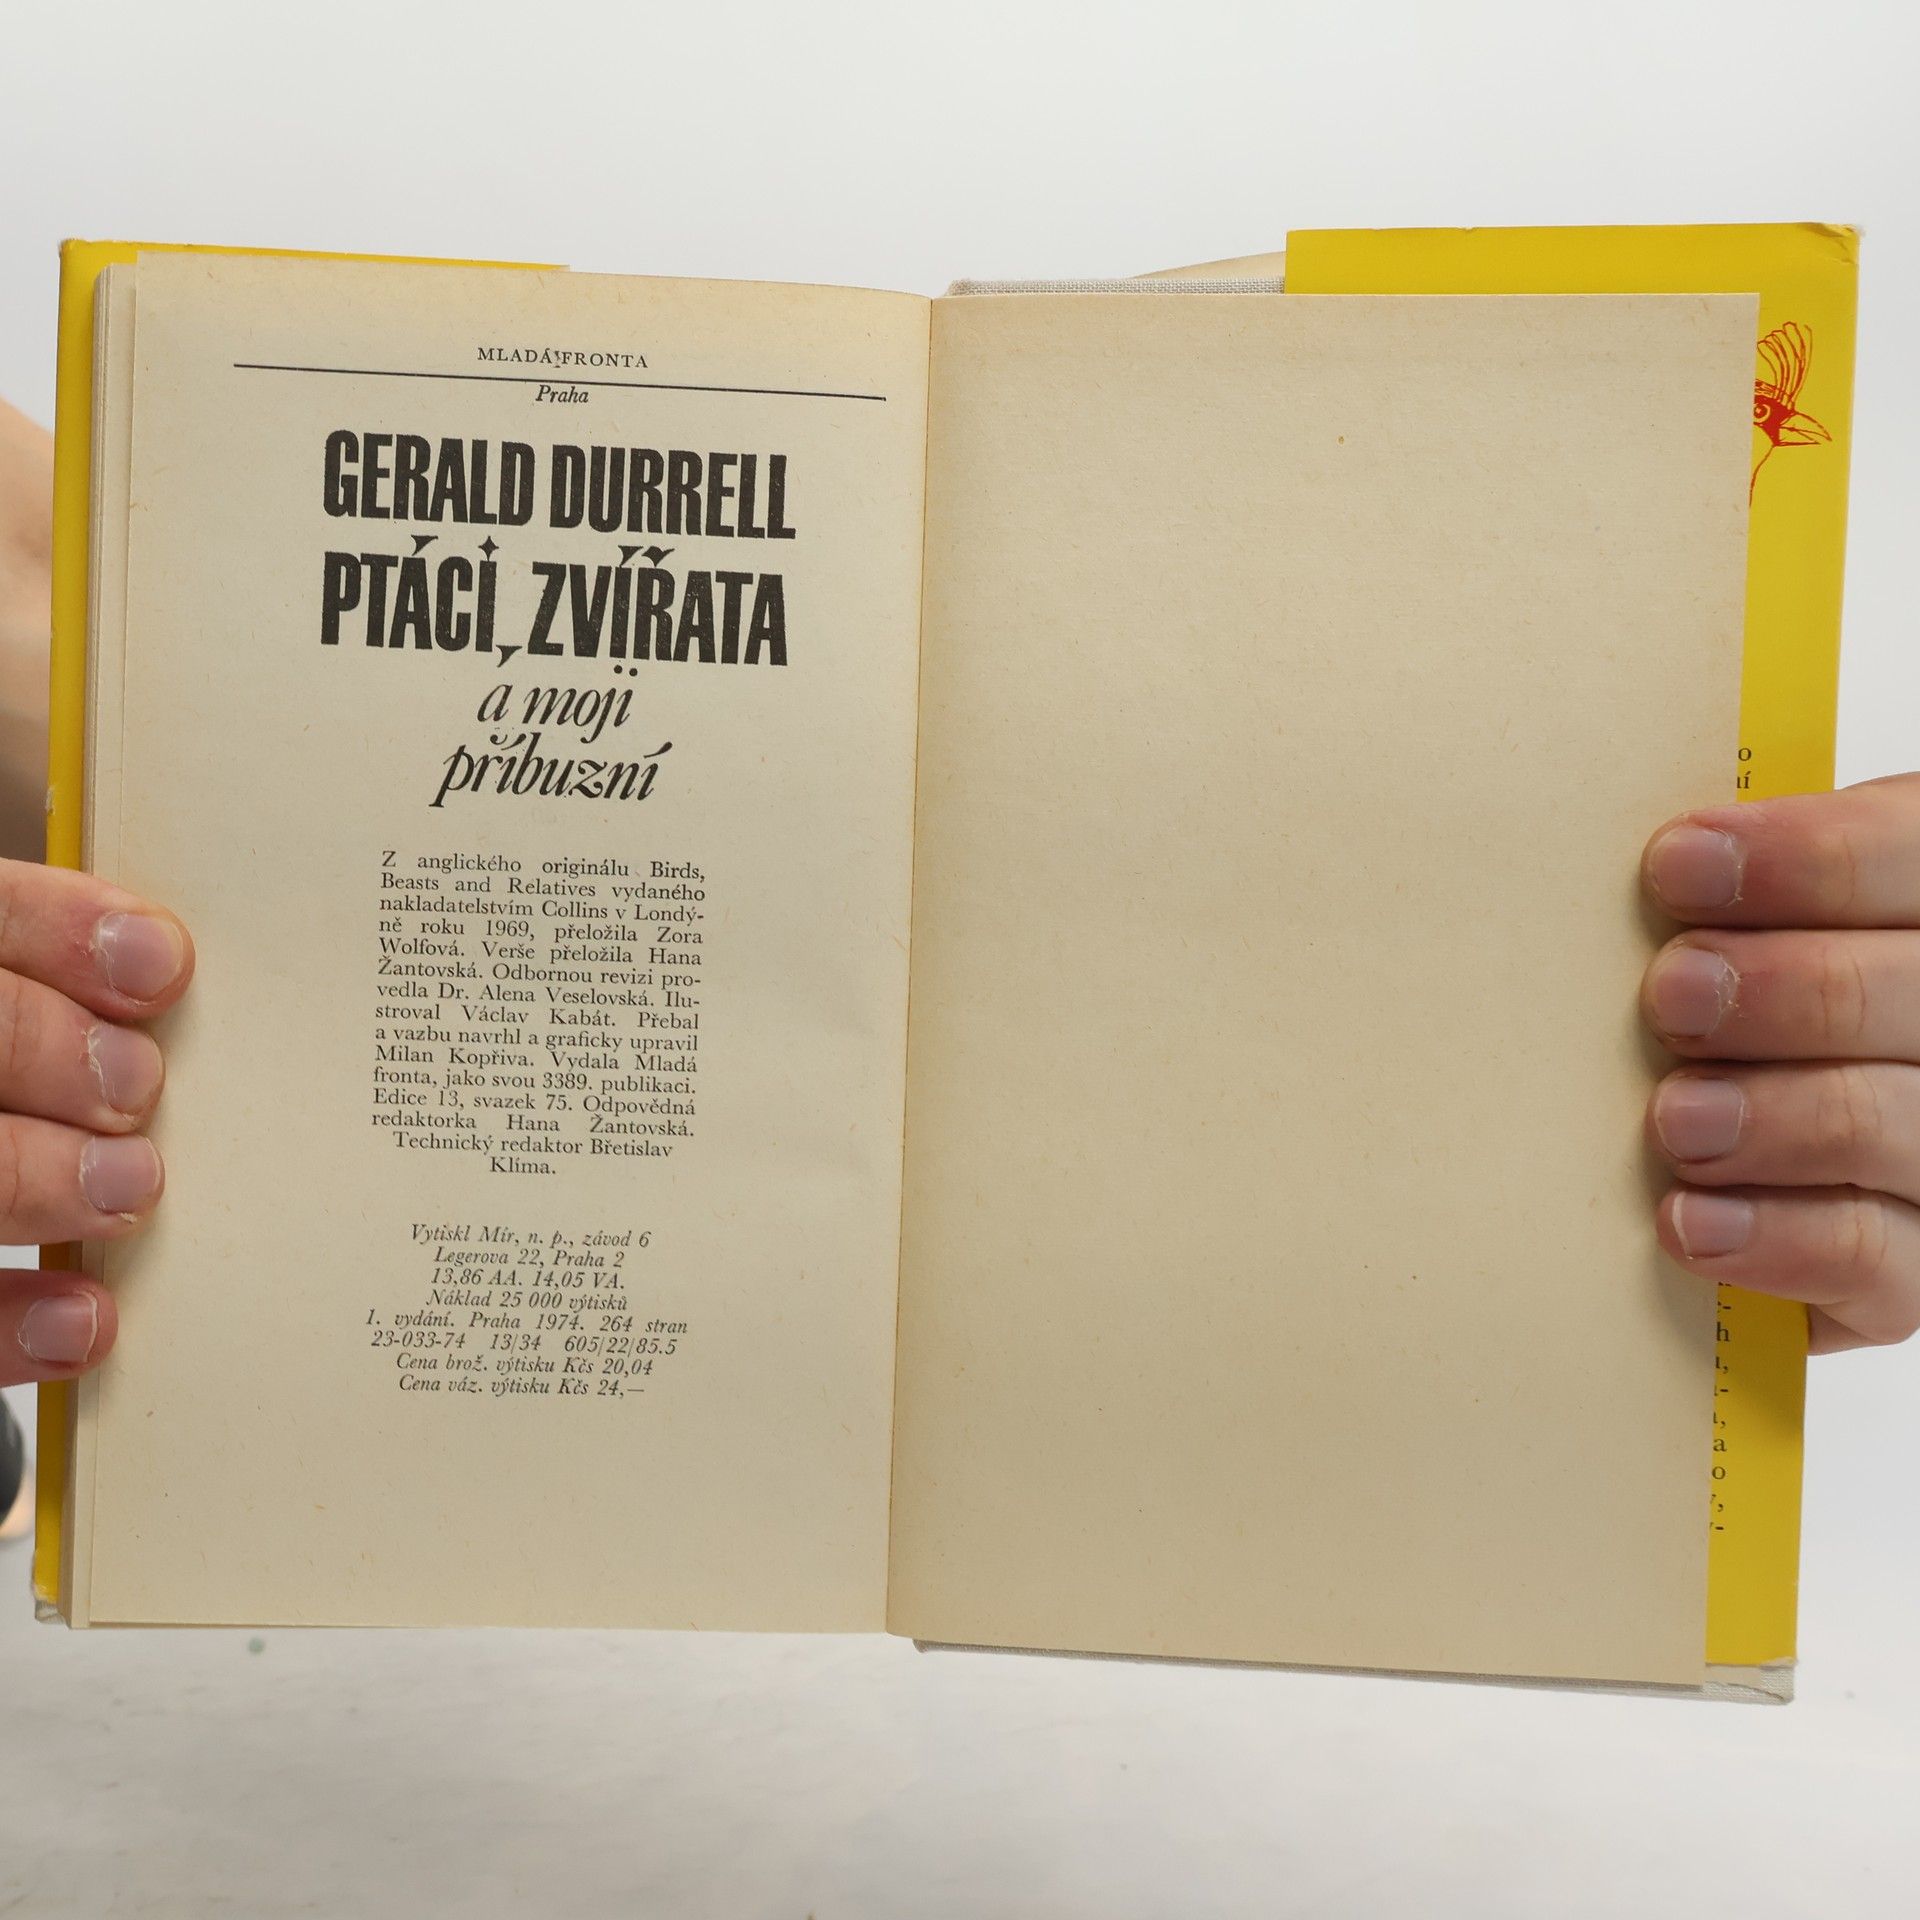 MLADÁ FRONTA
Praha
GERALD DURRELL
PTÁCI, ZVÍŘATA
a moji
příbuzní
Z anglického originálu Birds,
Beasts and Relatives vydaného
nakladatelstvím Collins v Londý-
ně roku 1969, přeložila Zora
Wolfová. Verše přeložila Hana
Žantovská. Odbornou revizi pro-
vedla Dr. Alena Veselovská. Ilu-
stroval Václav Kabát. Přebal
a vazbu navrhl a graficky upravil
Milan Kopřiva. Vydala Mladá
fronta, jako svou 3389. publikaci.
Edice 13, svazek 75. Odpovědná
redaktorka Hana Žantovská.
Technický redaktor Břetislav
Klíma.
Vytiskl Mír, n. p., závod 6
Legerova 22, Praha 2
13,86 AA. 14,05 VA.
Náklad 25 000 výtisků
1. vydání. Praha 1974. 264 stran
23-033-74 13/34 605/22/85.5
Cena brož. výtisku Kčs 20,04
Cena váz. výtisku Kčs 24,—